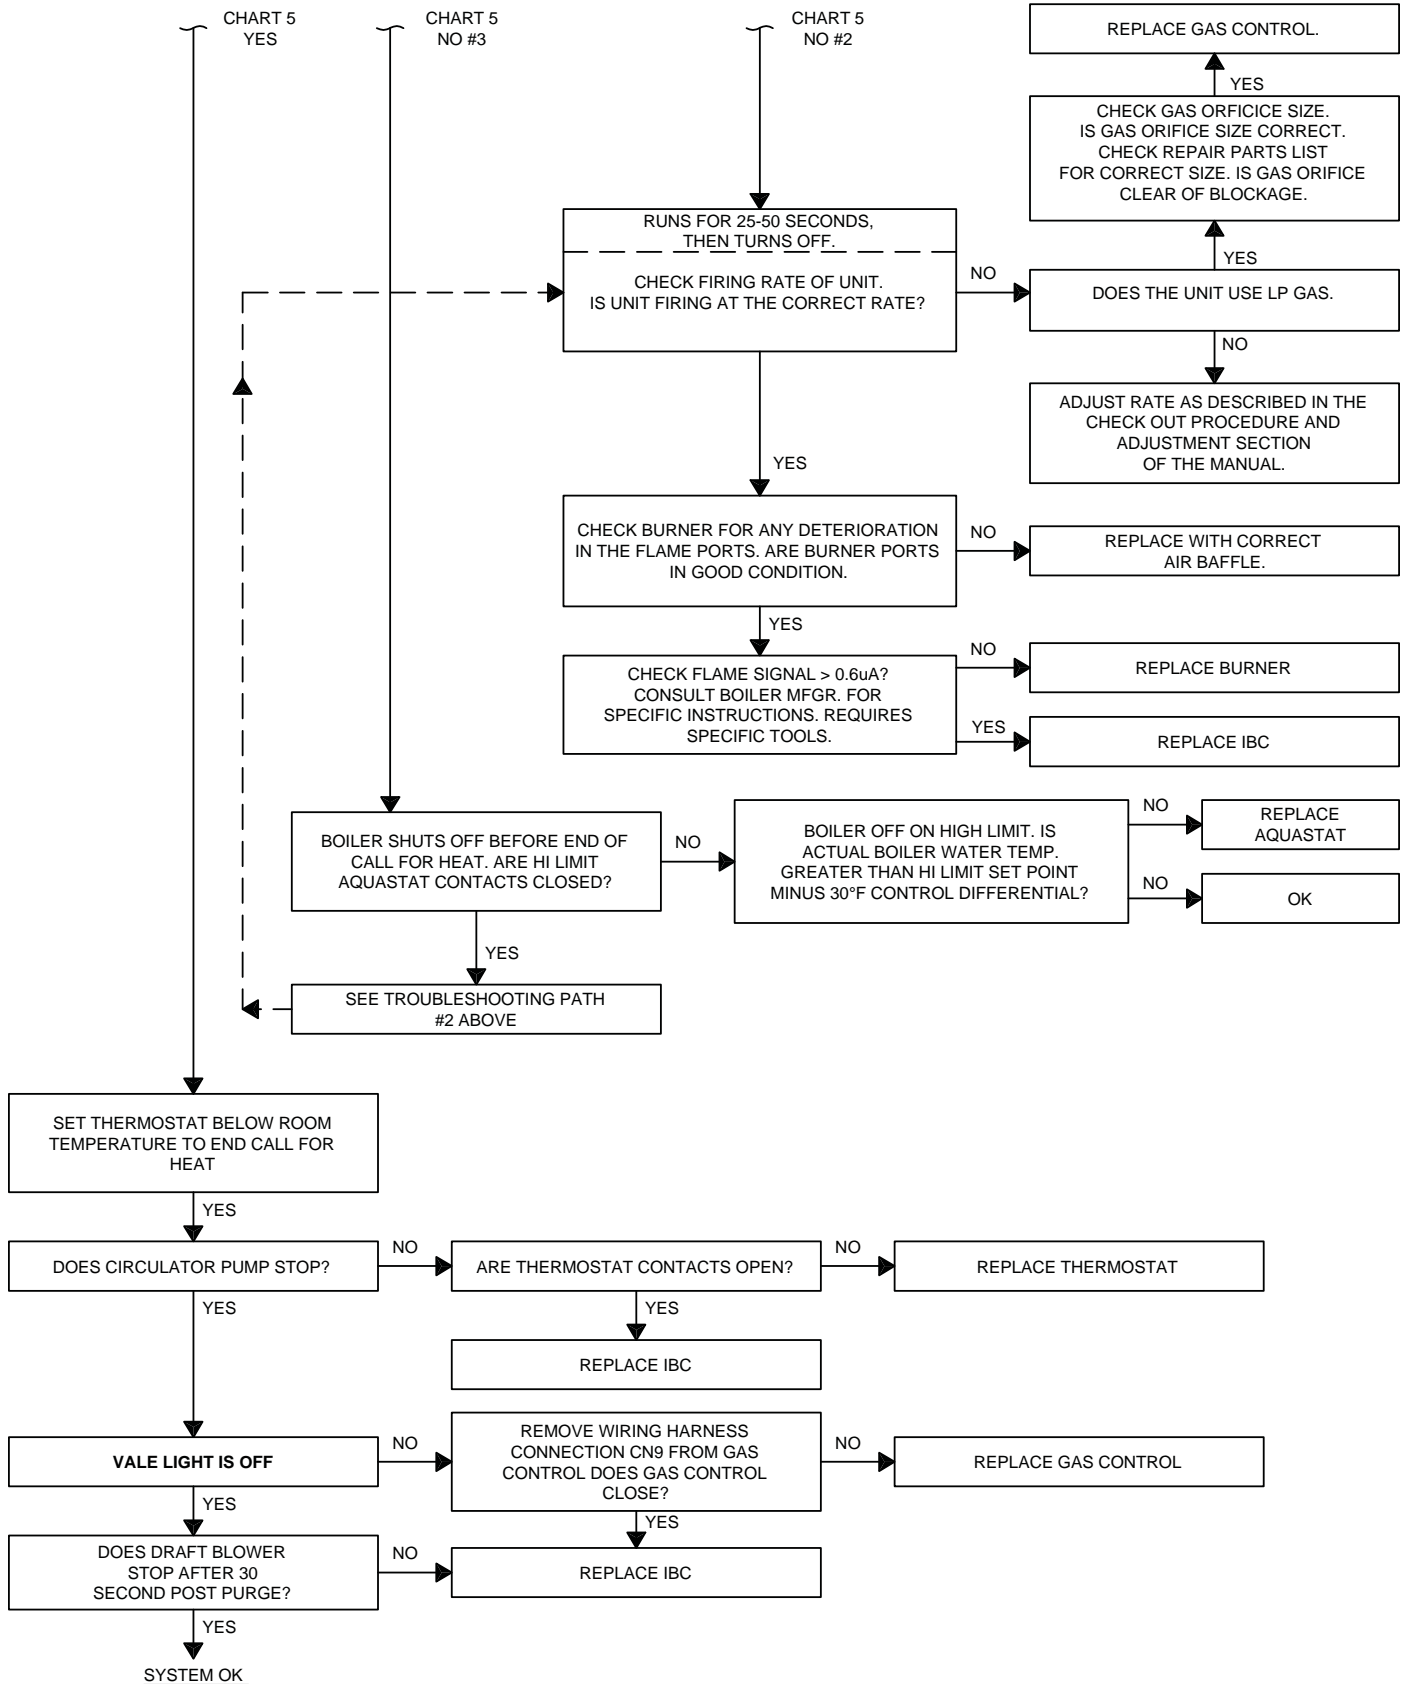 CHART 5
YES
CHART 5
NO #3
CHART 5
NO #2
REPLACE GAS CONTROL.
YES
CHECK GAS ORFICICE SIZE.
IS GAS ORIFICE SIZE CORRECT.
CHECK REPAIR PARTS LIST
FOR CORRECT SIZE. IS GAS ORIFICE
CLEAR OF BLOCKAGE.
YES
RUNS FOR 25-50 SECONDS,
THEN TURNS OFF.
CHECK FIRING RATE OF UNIT.
IS UNIT FIRING AT THE CORRECT RATE?
NO
DOES THE UNIT USE LP GAS.
NO
ADJUST RATE AS DESCRIBED IN THE
CHECK OUT PROCEDURE AND
ADJUSTMENT SECTION
OF THE MANUAL.
YES
CHECK BURNER FOR ANY DETERIORATION
IN THE FLAME PORTS. ARE BURNER PORTS
IN GOOD CONDITION.
NO
REPLACE WITH CORRECT
AIR BAFFLE.
YES
CHECK FLAME SIGNAL > 0.6uA?
CONSULT BOILER MFGR. FOR
SPECIFIC INSTRUCTIONS. REQUIRES
SPECIFIC TOOLS.
NO
REPLACE BURNER
YES
REPLACE IBC
BOILER SHUTS OFF BEFORE END OF
CALL FOR HEAT. ARE HI LIMIT
AQUASTAT CONTACTS CLOSED?
NO
BOILER OFF ON HIGH LIMIT. IS
ACTUAL BOILER WATER TEMP.
GREATER THAN HI LIMIT SET POINT
MINUS 30°F CONTROL DIFFERENTIAL?
NO
REPLACE
AQUASTAT
NO
OK
YES
SEE TROUBLESHOOTING PATH
#2 ABOVE
SET THERMOSTAT BELOW ROOM
TEMPERATURE TO END CALL FOR
HEAT
YES
DOES CIRCULATOR PUMP STOP?
NO
ARE THERMOSTAT CONTACTS OPEN?
NO
REPLACE THERMOSTAT
YES
YES
REPLACE IBC
VALE LIGHT IS OFF
NO
REMOVE WIRING HARNESS
CONNECTION CN9 FROM GAS
CONTROL DOES GAS CONTROL
CLOSE?
NO
REPLACE GAS CONTROL
YES
YES
DOES DRAFT BLOWER
STOP AFTER 30
SECOND POST PURGE?
NO
REPLACE IBC
YES
SYSTEM OK